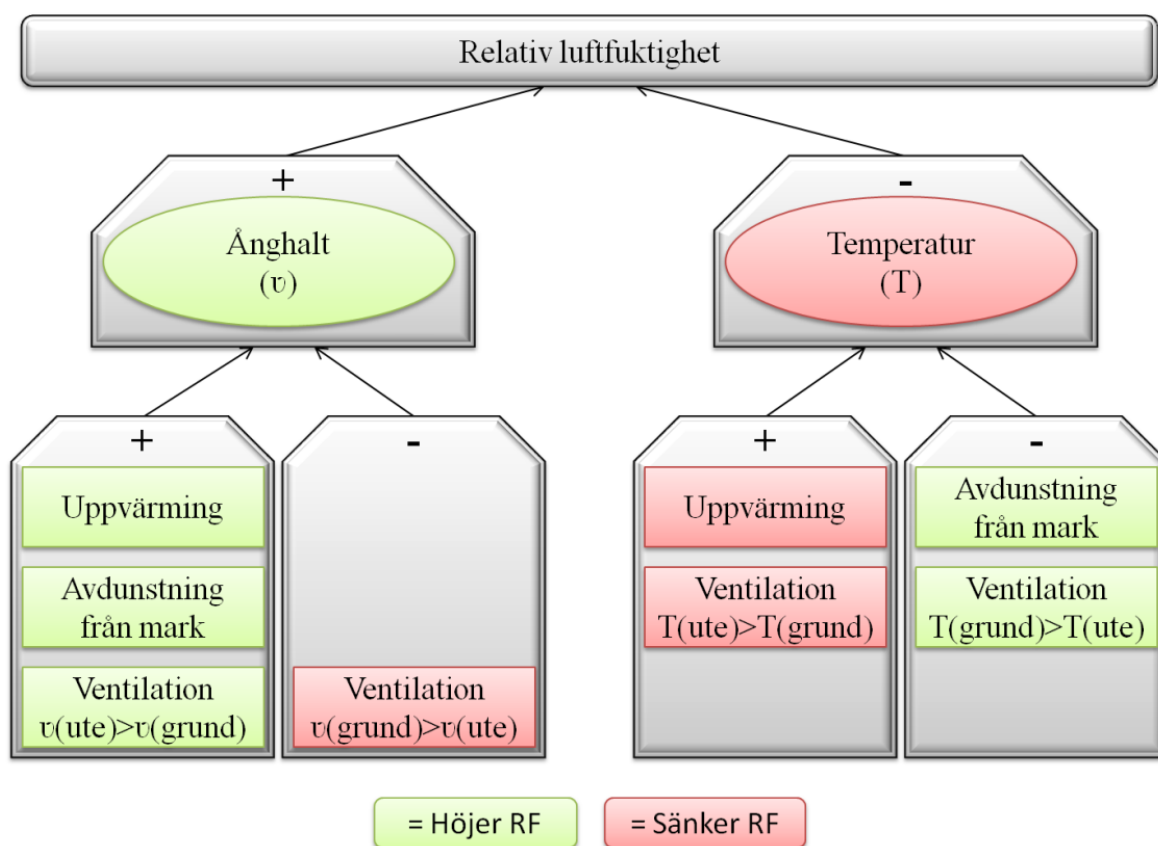 Relativ luftfuktighet
+
Ånghalt
(υ)
-
Temperatur
(T)
+
Uppvärming
Avdunstning
från mark
Ventilation
υ(ute)>υ(grund)
-
Ventilation
υ(grund)>υ(ute)
+
Uppvärming
Ventilation
T(ute)>T(grund)
-
Avdunstning
från mark
Ventilation
T(grund)>T(ute)
= Höjer RF
= Sänker RF